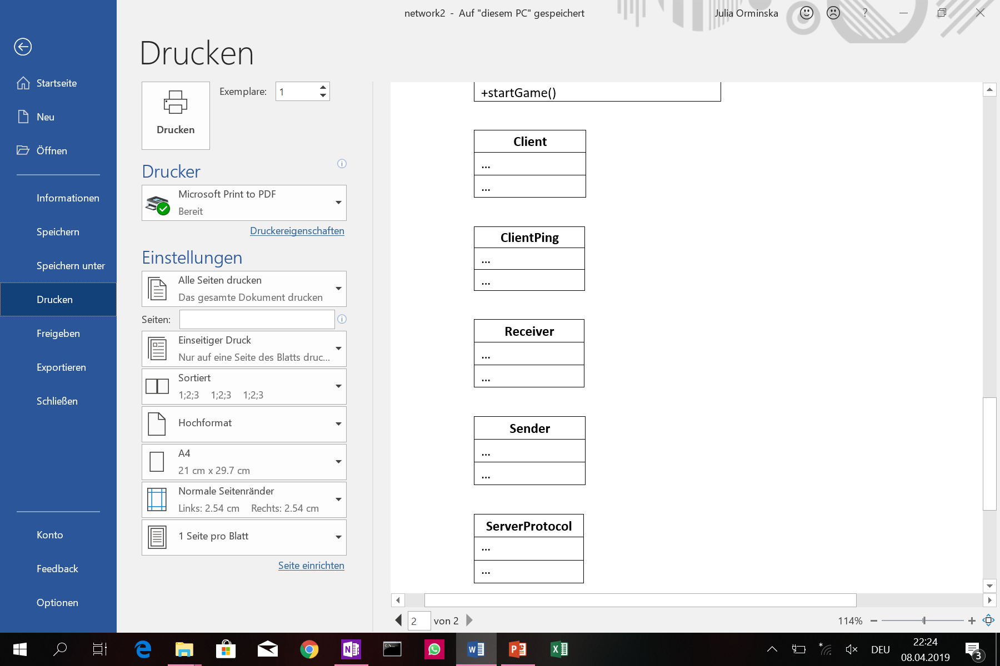 network2 - Auf "diesem PC" gespeichert
Julia Orminska
?
Startseite
Neu
Öffnen
Informationen
Speichern
Speichern unter
Drucken
Freigeben
Exportieren
Schließen
Konto
Feedback
Optionen
Drucken
Drucken
Exemplare: 1
Drucker
Microsoft Print to PDF
Bereit
Druckereigenschaften
Einstellungen
Alle Seiten drucken
Das gesamte Dokument drucken
Seiten:
Einseitiger Druck
Nur auf eine Seite des Blatts druc...
Sortiert
1;2;3 1;2;3 1;2;3
Hochformat
A4
21 cm x 29.7 cm
Normale Seitenränder
Links: 2.54 cm Rechts: 2.54 cm
1 Seite pro Blatt
Seite einrichten
+startGame()
Client
...
...
ClientPing
...
...
Receiver
...
...
Sender
...
...
ServerProtocol
...
...
2 von 2
114%
DEU
22:24
08.04.2019
3